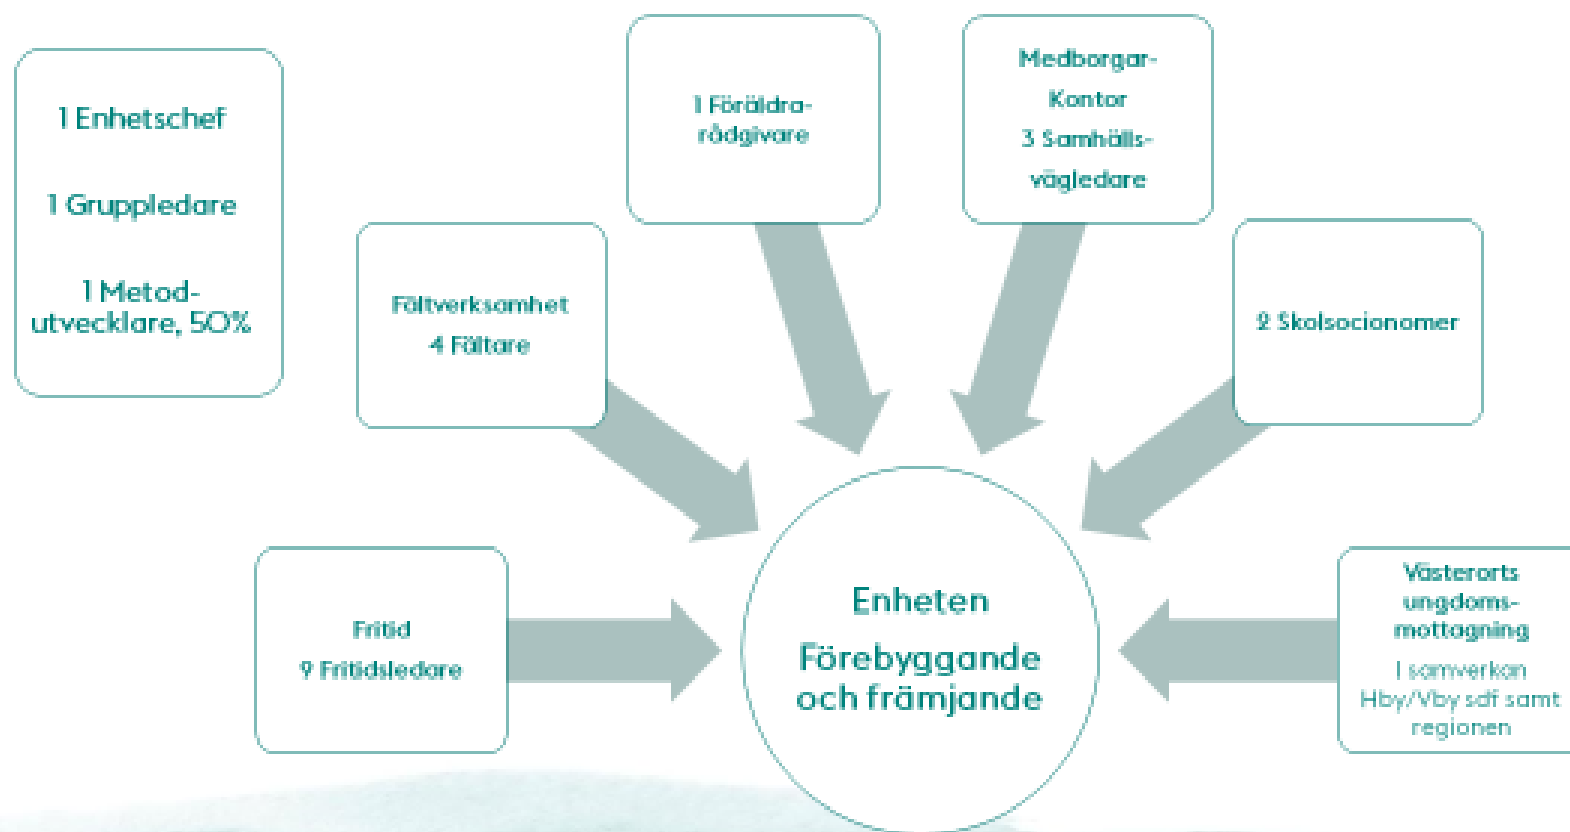 1 Enhetschef
1 Gruppledare
1 Metod-
utvecklare, 50%
Fältverksamhet
4 Fältare
1 Föräldra-
rådgivare
Medborgar-
Kontor
3 Samhälls-
vägledare
2 Skolsocionomer
Fritid
9 Fritidsledare
Enheten
Förebyggande
och främjande
Västerorts
ungdoms-
mottagning
I samverkan
Hby/Vby sdf samt
regionen